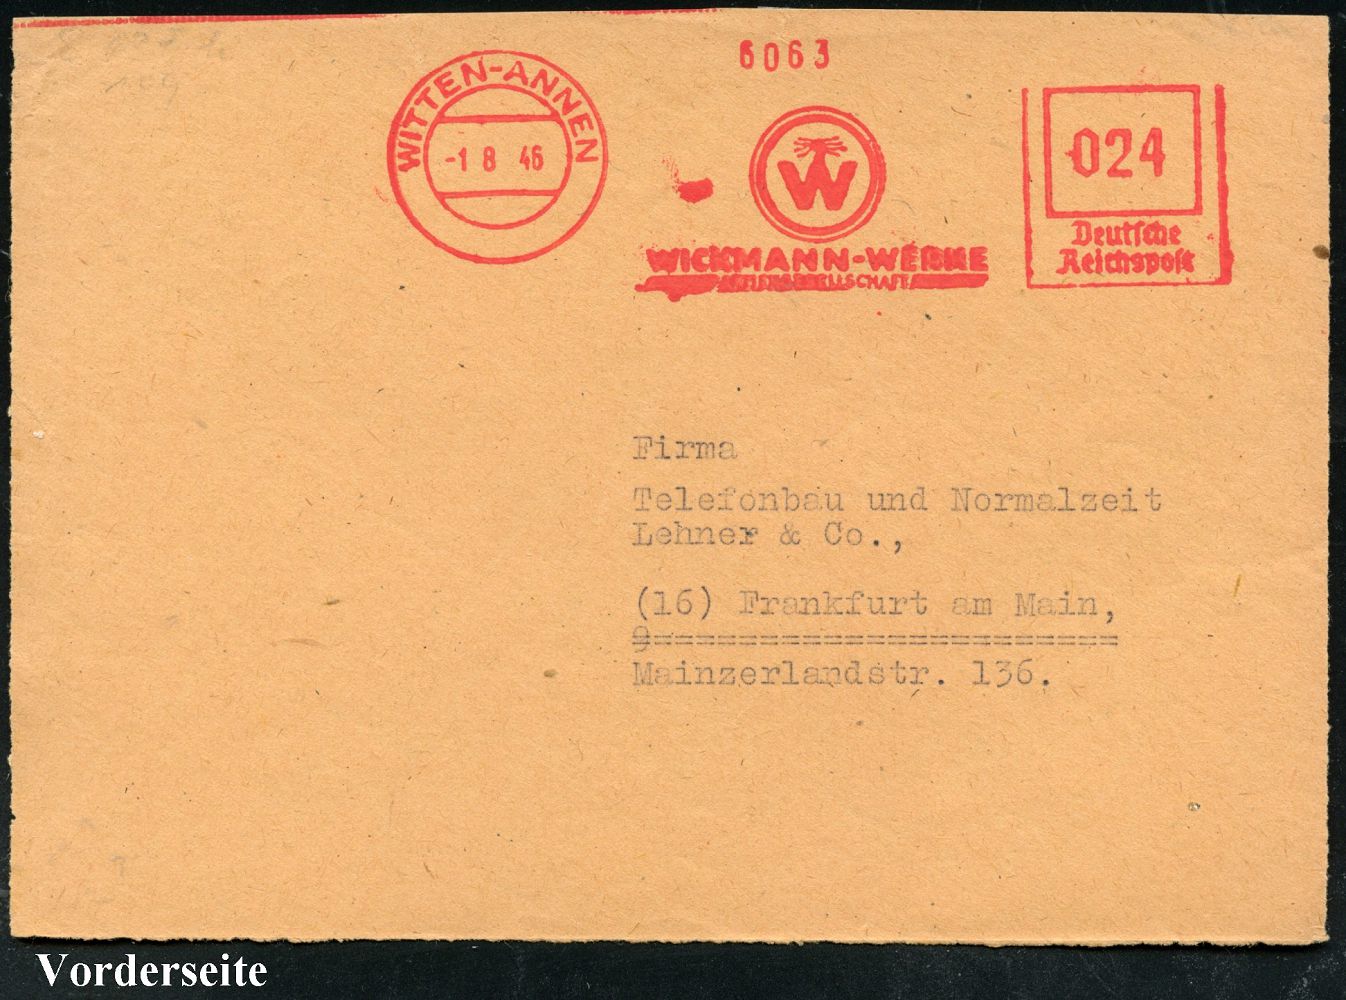 6063
WITTEN-ANNEN
-1 8 46
W
WICKMANN-WERKE
AKTIENGESELLSCHAFT
024
Deutsche
Reichspost
Firma
Telefonbau und Normalzeit
Lehner & Co.,
(16) Frankfurt am Main,
9=========================
Mainzerlandstr. 136.
Vorderseite